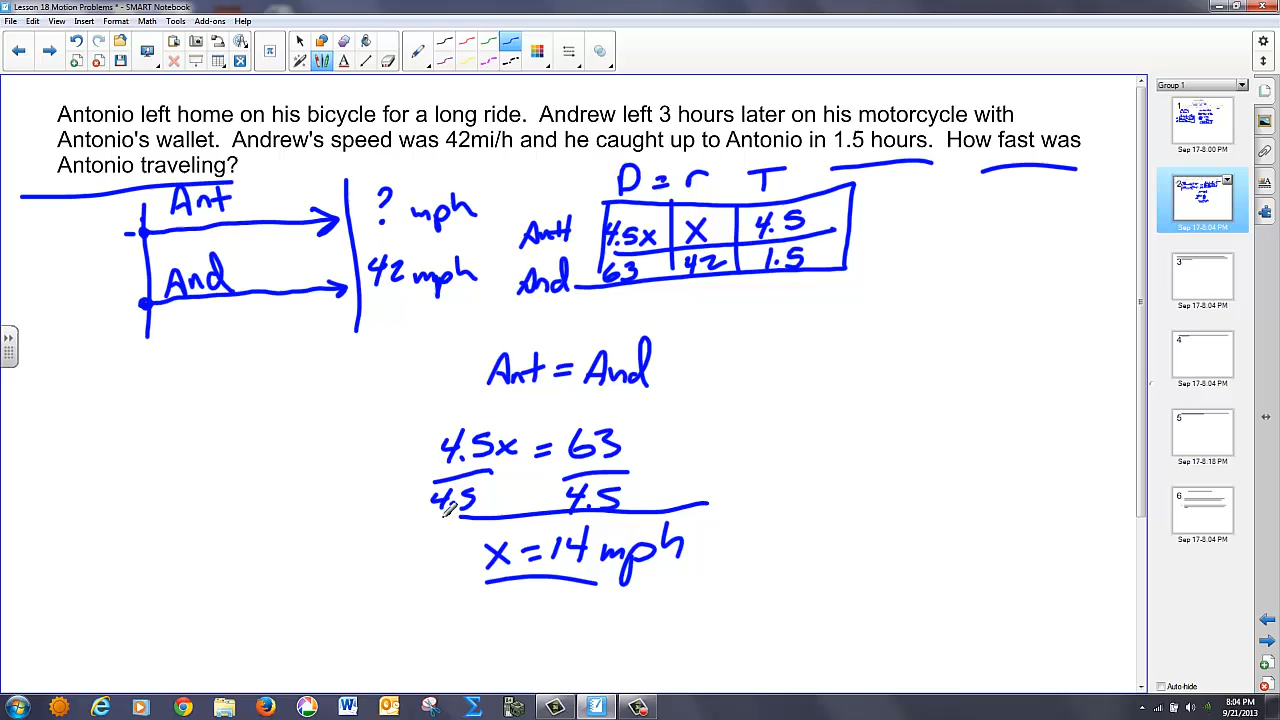 Lesson 18 Motion Problems * - SMART Notebook
File Edit View Insert Format Math Tools Add-ons Help
Antonio left home on his bicycle for a long ride. Andrew left 3 hours later on his motorcycle with
Antonio's wallet. Andrew's speed was 42mi/h and he caught up to Antonio in 1.5 hours. How fast was
Antonio traveling?
Ant
? mph
And
42 mph
D = r T
Ant 4.5x X 4.5
And 63 42 1.5
Ant = And
4.5x = 63
4.5 4.5
x = 14 mph
Group 1
1
Sep 17-8:00 PM
2
Sep 17-8:04 PM
3
Sep 17-8:04 PM
4
Sep 17-8:04 PM
5
Sep 17-8:18 PM
6
Sep 17-8:04 PM
Auto-hide
8:04 PM
9/21/2013